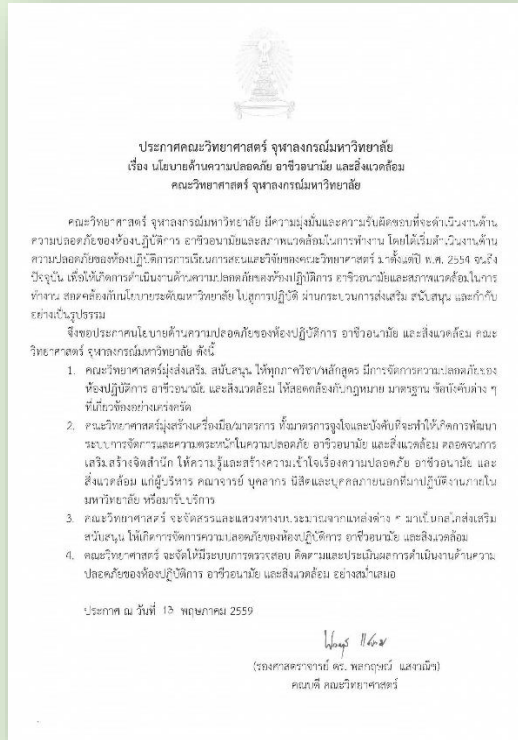 ประกาศคณะวิทยาศาสตร์ จุฬาลงกรณ์มหาวิทยาลัย
เรื่อง นโยบายด้านความปลอดภัย อาชีวอนามัย และสิ่งแวดล้อม
คณะวิทยาศาสตร์ จุฬาลงกรณ์มหาวิทยาลัย
คณะวิทยาศาสตร์ จุฬาลงกรณ์มหาวิทยาลัย มีความมุ่งมั่นและความรับผิดชอบที่จะดำเนินงานด้าน
ความปลอดภัยของห้องปฏิบัติการ อาชีวอนามัยและสภาพแวดล้อมในการทำงาน โดยได้เริ่มดำเนินงานด้าน
ความปลอดภัยของห้องปฏิบัติการการเรียนการสอนและวิจัยของคณะวิทยาศาสตร์ มาตั้งแต่ปี พ.ศ. 2554 จนถึง
ปัจจุบัน เพื่อให้เกิดการดำเนินงานด้านความปลอดภัยของห้องปฏิบัติการ อาชีวอนามัยและสภาพแวดล้อมในการ
ทำงาน สอดคล้องกับนโยบายระดับมหาวิทยาลัย ไปสู่การปฏิบัติ ผ่านกระบวนการส่งเสริม สนับสนุน และกำกับ
อย่างเป็นรูปธรรม
จึงขอประกาศนโยบายด้านความปลอดภัยของห้องปฏิบัติการ อาชีวอนามัย และสิ่งแวดล้อม คณะ
วิทยาศาสตร์ จุฬาลงกรณ์มหาวิทยาลัย ดังนี้
1. คณะวิทยาศาสตร์มุ่งส่งเสริม สนับสนุน ให้ทุกภาควิชา/หลักสูตร มีการจัดการความปลอดภัยของ
ห้องปฏิบัติการ อาชีวอนามัย และสิ่งแวดล้อม ให้สอดคล้องกับกฎหมาย มาตรฐาน ข้อบังคับต่าง ๆ
ที่เกี่ยวข้องอย่างเคร่งครัด
2. คณะวิทยาศาสตร์มุ่งสร้างเครื่องมือ/มาตรการ ทั้งมาตรการจูงใจและบังคับที่จะทำให้เกิดการพัฒนา
ระบบการจัดการและความตระหนักในความปลอดภัย อาชีวอนามัย และสิ่งแวดล้อม ตลอดจนการ
เสริมสร้างจิตสำนึก ให้ความรู้และสร้างความเข้าใจเรื่องความปลอดภัย อาชีวอนามัย และ
สิ่งแวดล้อม แก่ผู้บริหาร คณาจารย์ บุคลากร นิสิตและบุคคลภายนอกที่มาปฏิบัติงานภายใน
มหาวิทยาลัย หรือมารับบริการ
3. คณะวิทยาศาสตร์ จะจัดสรรและแสวงหางบประมาณจากแหล่งต่าง ๆ มาเป็นกลไกส่งเสริม
สนับสนุน ให้เกิดการจัดการความปลอดภัยของห้องปฏิบัติการ อาชีวอนามัย และสิ่งแวดล้อม
4. คณะวิทยาศาสตร์ จะจัดให้มีระบบการตรวจสอบ ติดตามและประเมินผลการดำเนินงานด้านความ
ปลอดภัยของห้องปฏิบัติการ อาชีวอนามัย และสิ่งแวดล้อม อย่างสม่ำเสมอ
ประกาศ ณ วันที่ 13 พฤษภาคม 2559
(รองศาสตราจารย์ ดร. พลกฤษณ์ แสงวณิช)
คณบดี คณะวิทยาศาสตร์